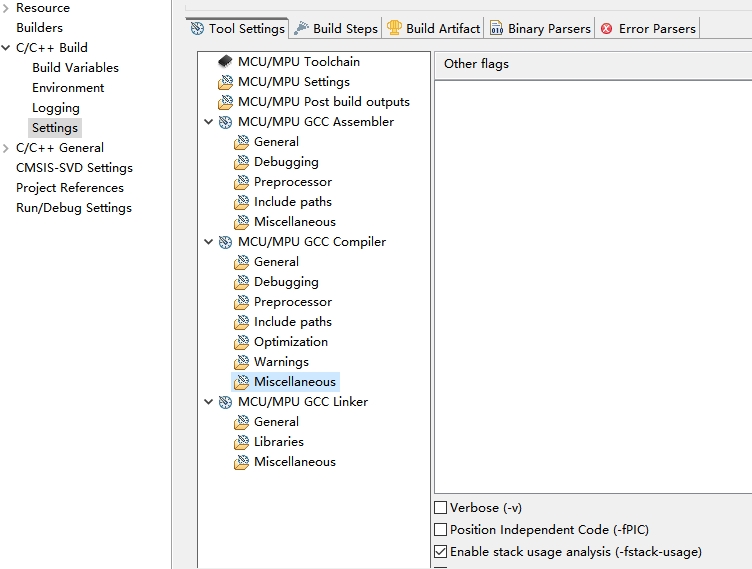 Resource
Builders
C/C++ Build
Build Variables
Environment
Logging
Settings
C/C++ General
CMSIS-SVD Settings
Project References
Run/Debug Settings
Tool Settings
Build Steps
Build Artifact
Binary Parsers
Error Parsers
MCU/MPU Toolchain
MCU/MPU Settings
MCU/MPU Post build outputs
MCU/MPU GCC Assembler
General
Debugging
Preprocessor
Include paths
Miscellaneous
MCU/MPU GCC Compiler
General
Debugging
Preprocessor
Include paths
Optimization
Warnings
Miscellaneous
MCU/MPU GCC Linker
General
Libraries
Miscellaneous
Other flags
Verbose (-v)
Position Independent Code (-fPIC)
Enable stack usage analysis (-fstack-usage)